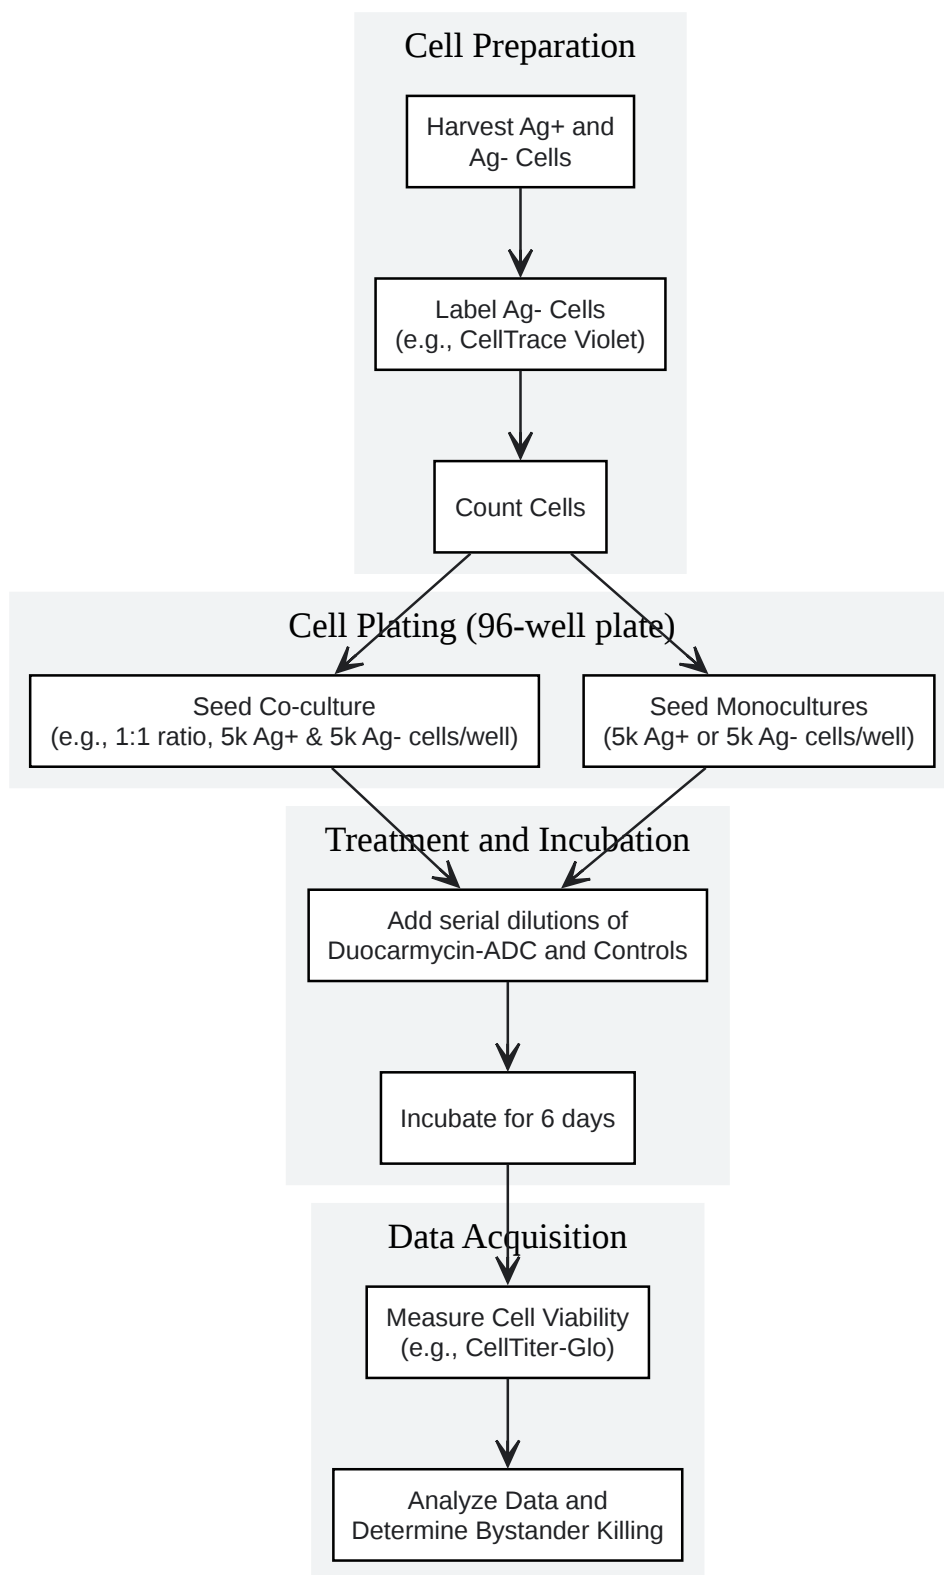 Cell Preparation
Harvest Ag+ and
Ag- Cells
Label Ag- Cells
(e.g., CellTrace Violet)
Count Cells
Cell Plating (96-well plate)
Seed Co-culture
(e.g., 1:1 ratio, 5k Ag+ & 5k Ag- cells/well)
Seed Monocultures
(5k Ag+ or 5k Ag- cells/well)
Treatment and Incubation
Add serial dilutions of
Duocarmycin-ADC and Controls
Incubate for 6 days
Data Acquisition
Measure Cell Viability
(e.g., CellTiter-Glo)
Analyze Data and
Determine Bystander Killing